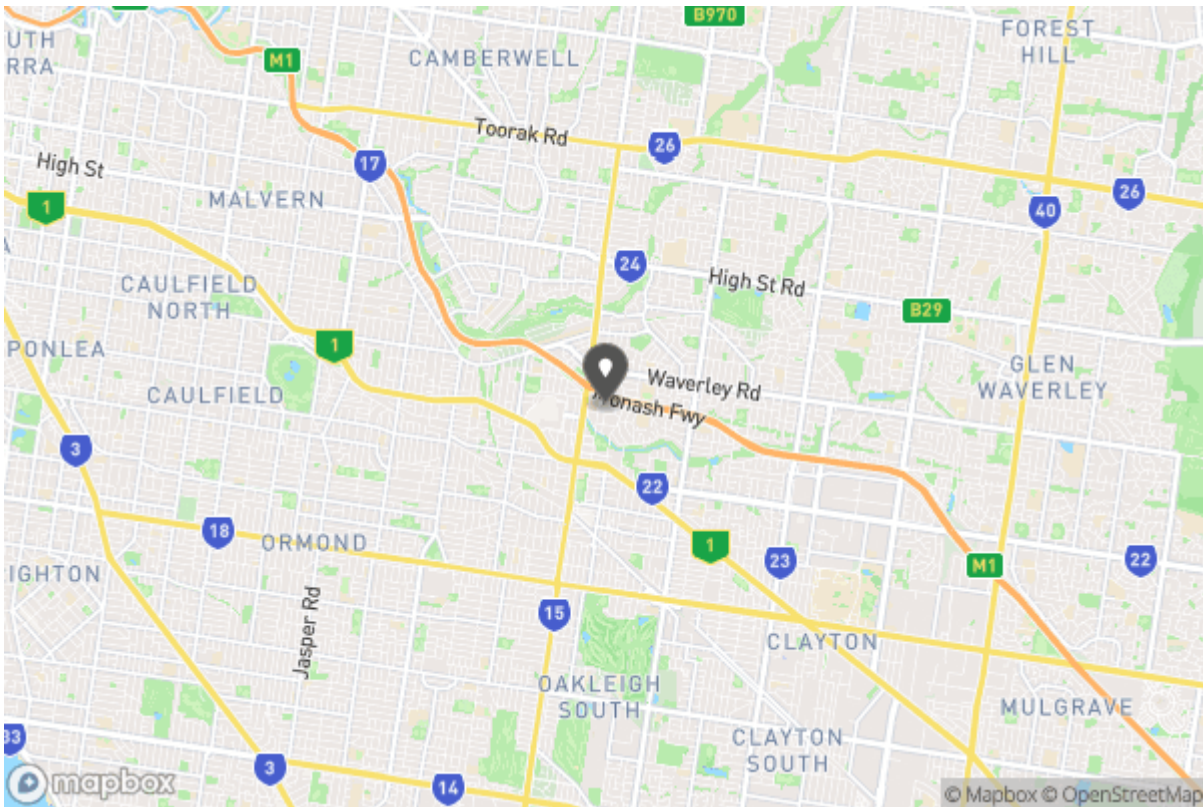 B970
FOREST
HILL
UTH
RRA
M1
CAMBERWELL
Toorak Rd
26
High St
17
26
1
MALVERN
40
24
High St Rd
CAULFIELD
NORTH
B29
1
PONLEA
GLEN
WAVERLEY
Waverley Rd
CAULFIELD
Monash Fwy
3
22
18
ORMOND
1
23
22
M1
IGHTON
15
Jasper Rd
CLAYTON
OAKLEIGH
SOUTH
MULGRAVE
CLAYTON
SOUTH
33
3
14
mapbox
© Mapbox © OpenStreetMap